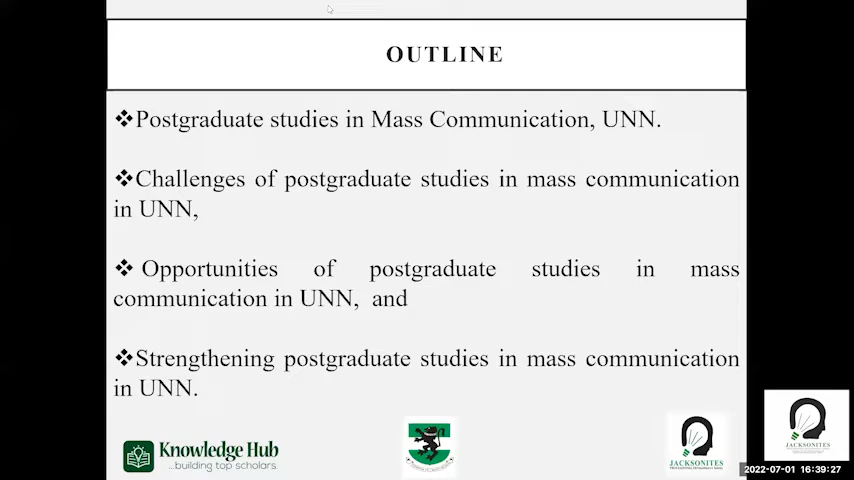 OUTLINE
❖Postgraduate studies in Mass Communication, UNN.
❖Challenges of postgraduate studies in mass communication
in UNN,
❖ Opportunities of postgraduate studies in mass
communication in UNN, and
❖Strengthening postgraduate studies in mass communication
in UNN.
Knowledge Hub
...building top scholars.
JACKSONITES
JACKSONITES
2022-07-01 16:39:27